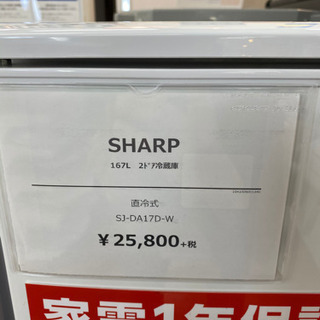 SHARP
167L 2ﾄﾞｱ冷蔵庫
直冷式
SJ-DA17D-W
￥25,800+税
家電1年保証